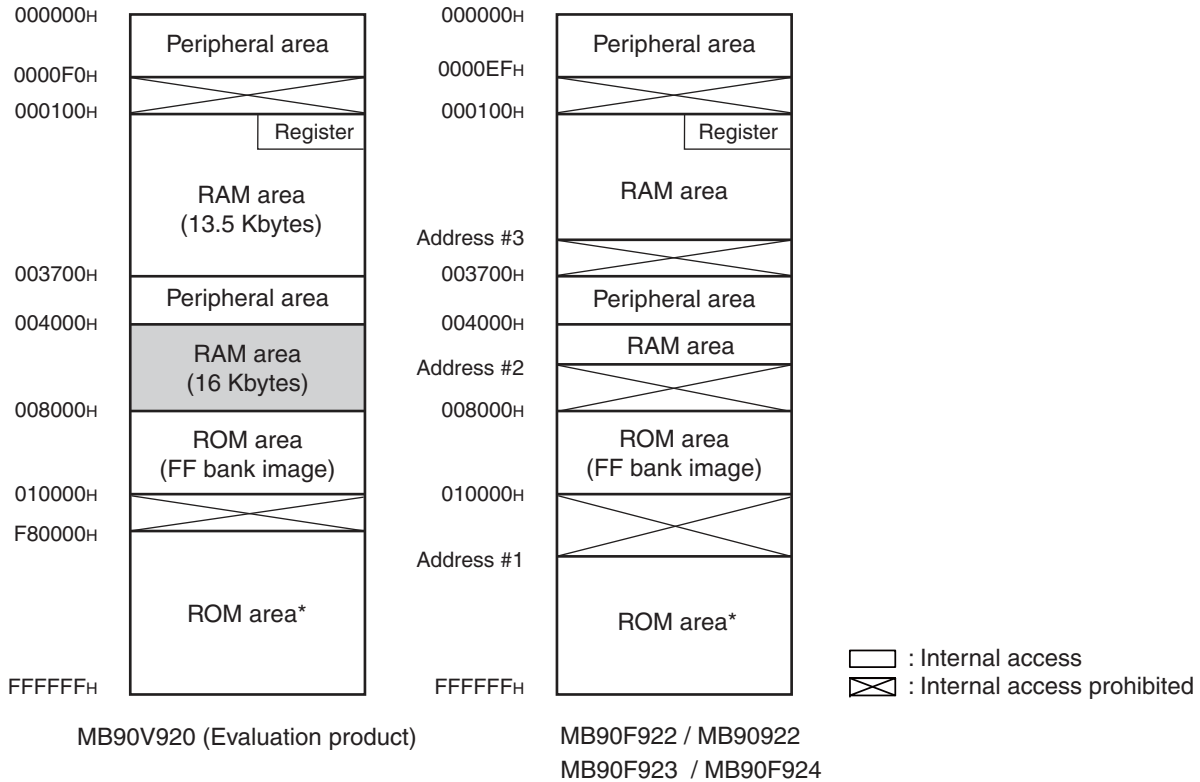 000000H
Peripheral area
0000F0H
000100H
Register
RAM area
(13.5 Kbytes)
003700H
Peripheral area
004000H
RAM area
(16 Kbytes)
008000H
ROM area
(FF bank image)
010000H
F80000H
ROM area*
FFFFFFH
MB90V920 (Evaluation product)
000000H
Peripheral area
0000EFH
000100H
Register
RAM area
Address #3
003700H
Peripheral area
004000H
RAM area
Address #2
008000H
ROM area
(FF bank image)
010000H
Address #1
ROM area*
FFFFFFH
MB90F922 / MB90922
MB90F923 / MB90F924
: Internal access
: Internal access prohibited